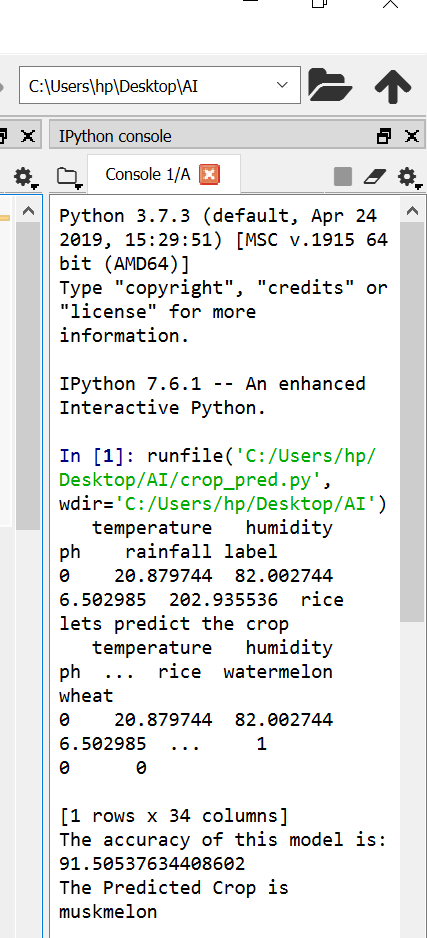 C:\Users\hp\Desktop\AI
IPython console
Console 1/A
Python 3.7.3 (default, Apr 24
2019, 15:29:51) [MSC v.1915 64
bit (AMD64)]
Type "copyright", "credits" or
"license" for more
information.
IPython 7.6.1 -- An enhanced
Interactive Python.
In [1]: runfile('C:/Users/hp/
Desktop/AI/crop_pred.py',
wdir='C:/Users/hp/Desktop/AI')
temperature   humidity
ph    rainfall label
0    20.879744  82.002744
6.502985  202.935536  rice
lets predict the crop
temperature   humidity
ph  ...  rice  watermelon
wheat
0    20.879744  82.002744
6.502985  ...     1
0      0
[1 rows x 34 columns]
The accuracy of this model is:
91.50537634408602
The Predicted Crop is
muskmelon